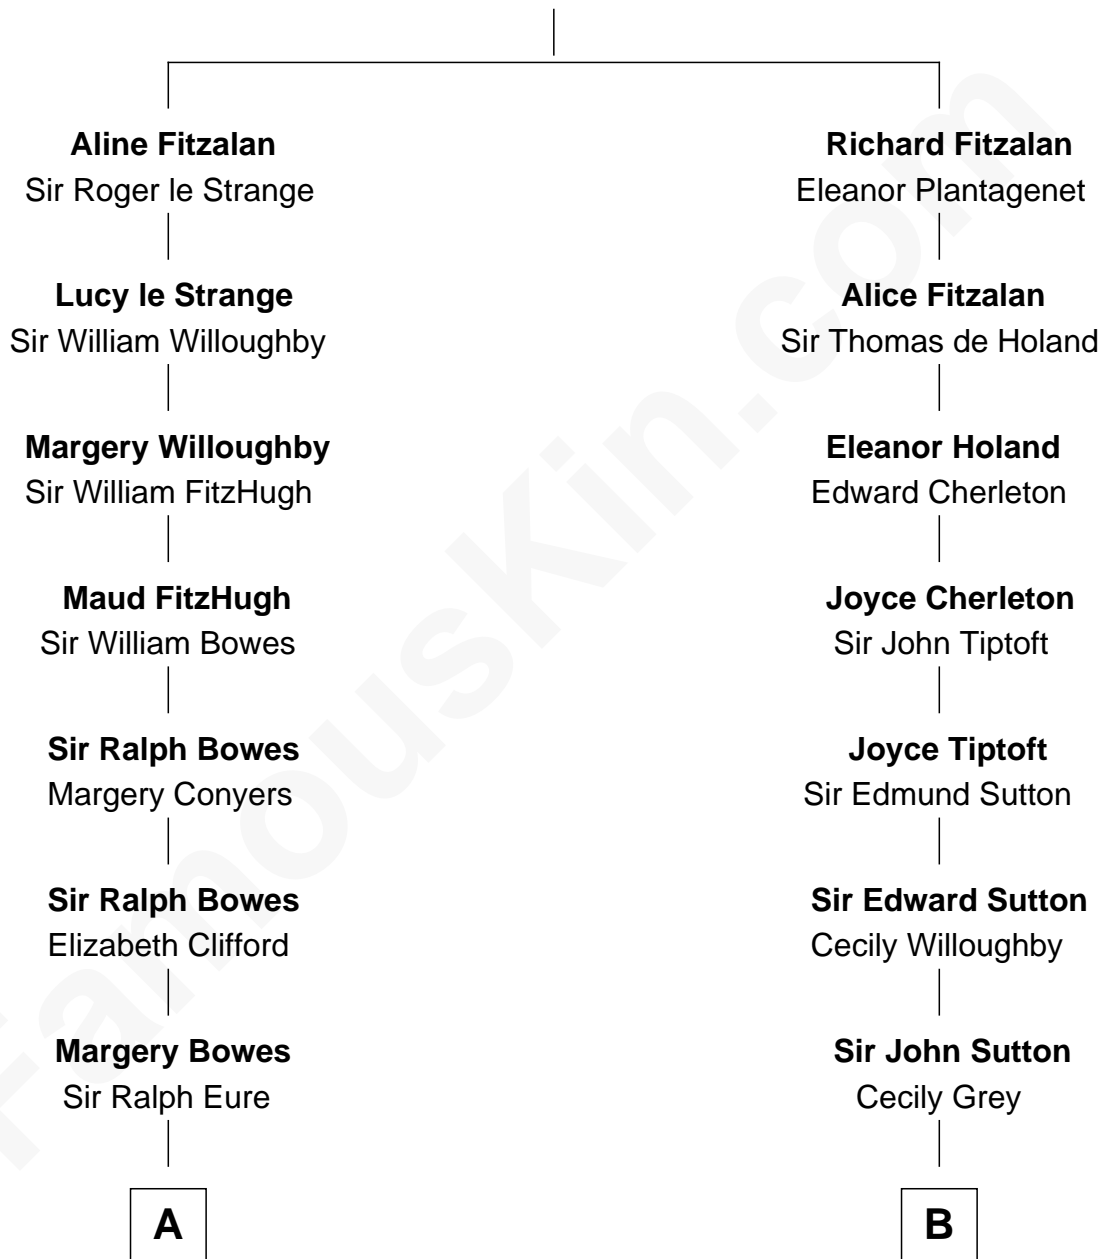 Aline Fitzalan
Sir Roger le Strange
Lucy le Strange
Sir William Willoughby
Margery Willoughby
Sir William FitzHugh
Maud FitzHugh
Sir William Bowes
Sir Ralph Bowes
Margery Conyers
Sir Ralph Bowes
Elizabeth Clifford
Margery Bowes
Sir Ralph Eure
A
Richard Fitzalan
Eleanor Plantagenet
Alice Fitzalan
Sir Thomas de Holand
Eleanor Holand
Edward Cherleton
Joyce Cherleton
Sir John Tiptoft
Joyce Tiptoft
Sir Edmund Sutton
Sir Edward Sutton
Cecily Willoughby
Sir John Sutton
Cecily Grey
B
FamousKin.com